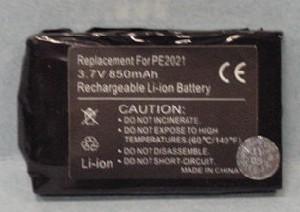 Replacement For PE2021
3.7V 850mAh
Rechargeable Li-ion Battery
CE
CAUTION:
• DO NOT INCINERATE.
• DO NOT EXPOSE TO HIGH
TEMPERATURES (60℃/140℉)
• DO NOT DISASSEMBLE.
• DO NOT SHORT-CIRCUIT.
Li-ion
MADE IN CHINA